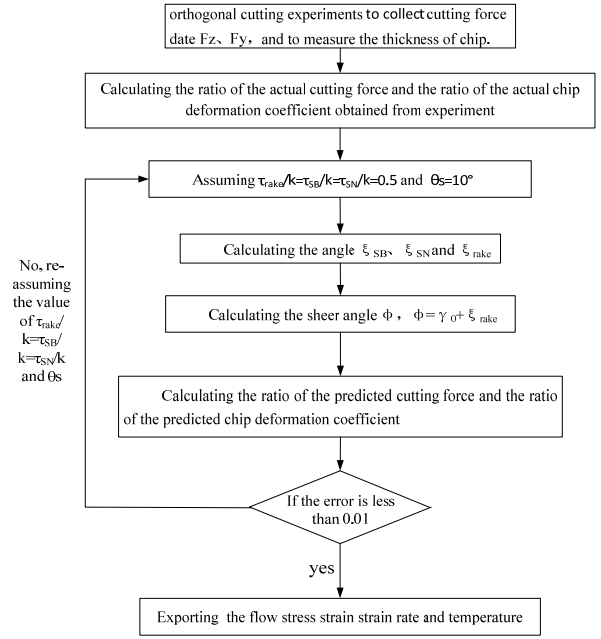 orthogonal cutting experiments to collect cutting force
date Fz、Fy，and to measure the thickness of chip.
Calculating the ratio of the actual cutting force and the ratio of the actual chip
deformation coefficient obtained from experiment
Assuming τrake/k=τSB/k=τSN/k=0.5 and θs=10°
Calculating the angle ξ SB、 ξ SN and ξ rake
Calculating the sheer angle Φ， Φ=γ 0+ ξ rake
Calculating the ratio of the predicted cutting force and the ratio
of the predicted chip deformation coefficient
If the error is less
than 0.01
No, re-
assuming
the value
of τrake/
k=τSB/
k=τSN/k
and θs
yes
Exporting the flow stress strain strain rate and temperature